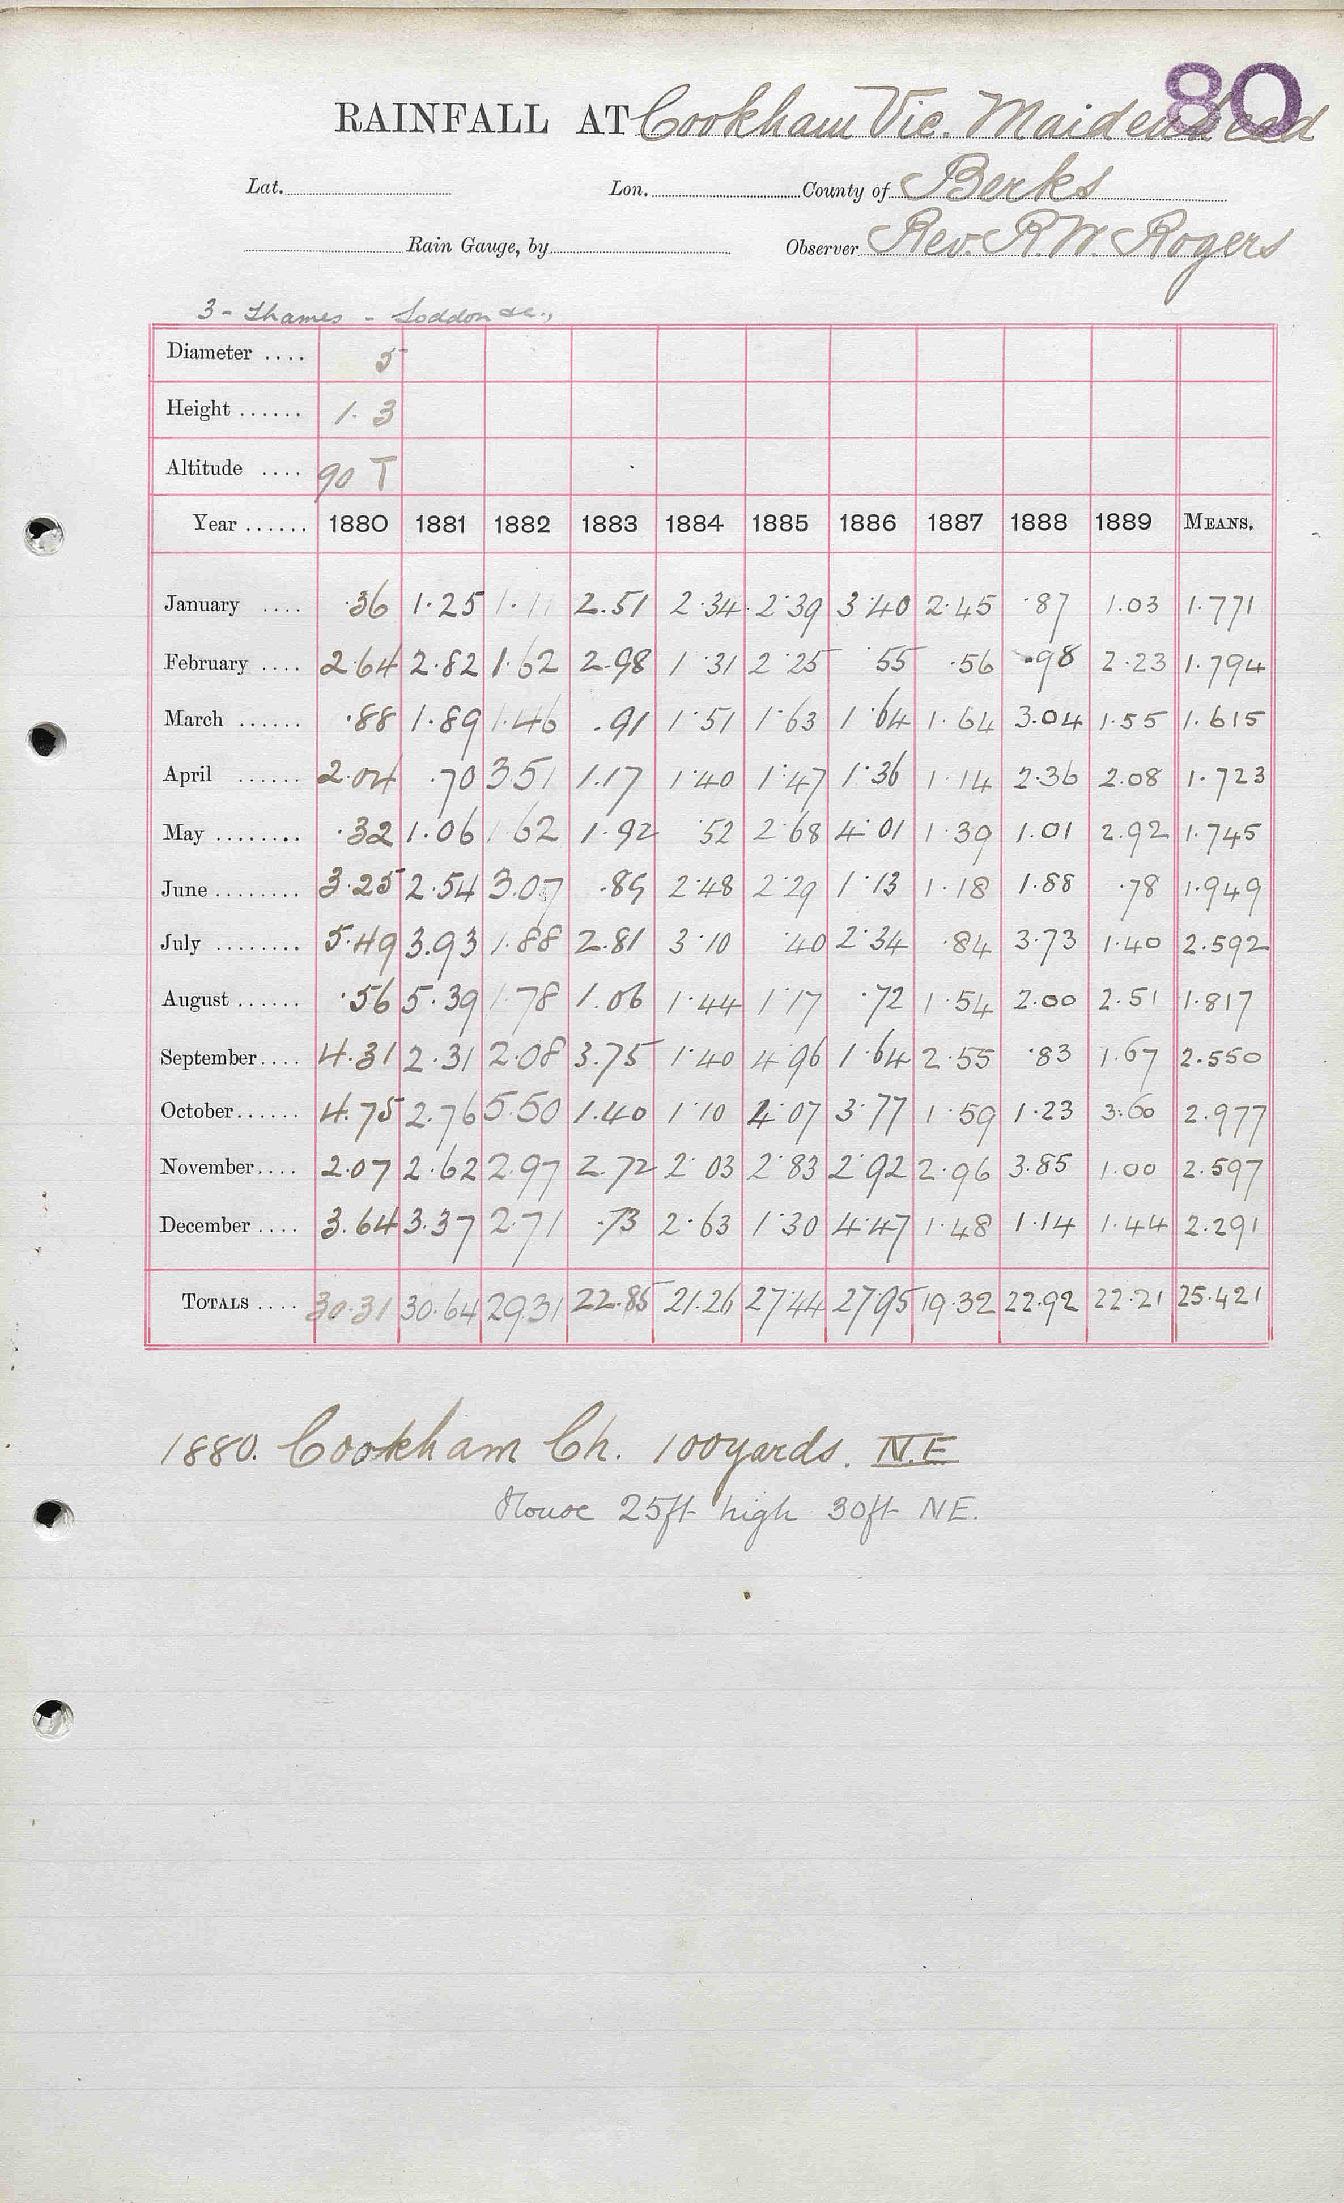 80
RAINFALL AT Cookham Vic. Maidenhead
Lat. Lon. County of Berks
Rain Gauge, by Observer Rev. R. W. Rogers
3 - Thames - Loddon &c.,
Diameter .... 5
Height ...... 1. 3
Altitude .... 90 T
Year ...... 1880 1881 1882 1883 1884 1885 1886 1887 1888 1889 MEANS.
January .... .36 1.25 1.11 2.51 2.34 2.39 3.40 2.45 .87 1.03 1.771
February .... 2.64 2.82 1.62 2.98 1.31 2.25 .55 .56 .98 2.23 1.794
March ...... .88 1.89 1.46 .91 1.51 1.63 1.64 1.64 3.04 1.55 1.615
April ...... 2.04 .70 3.51 1.17 1.40 1.47 1.36 1.14 2.36 2.08 1.723
May ........ .32 1.06 1.62 1.92 .52 2.68 4.01 1.39 1.01 2.92 1.745
June ........ 3.25 2.54 3.07 .89 2.48 2.29 1.13 1.18 1.88 .78 1.949
July ........ 5.49 3.93 1.88 2.81 3.10 .40 2.34 .84 3.73 1.40 2.592
August ...... .56 5.39 1.78 1.06 1.44 1.17 .72 1.54 2.00 2.51 1.817
September .... 4.31 2.31 2.08 3.75 1.40 4.96 1.64 2.55 .83 1.67 2.550
October ...... 4.75 2.76 5.50 1.40 1.10 4.07 3.77 1.59 1.23 3.60 2.977
November .... 2.07 2.62 2.97 2.72 2.03 2.83 2.92 2.96 3.85 1.00 2.597
December .... 3.64 3.37 2.71 .73 2.63 1.30 4.47 1.48 1.14 1.44 2.291
TOTALS .... 30.31 30.64 29.31 22.85 21.26 27.44 27.95 19.32 22.92 22.21 25.421
1880. Cookham Ch. 100yards. N.E
House 25ft high 30ft NE.